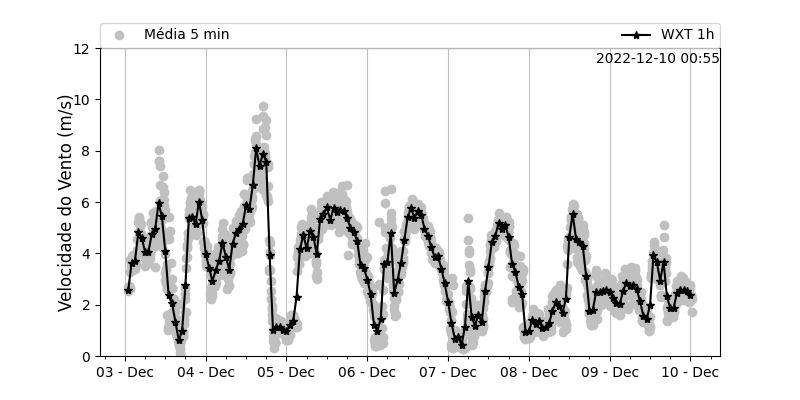 Média 5 min
WXT 1h
2022-12-10 00:55
Velocidade do Vento (m/s)
12
10
8
6
4
2
0
03 - Dec
04 - Dec
05 - Dec
06 - Dec
07 - Dec
08 - Dec
09 - Dec
10 - Dec